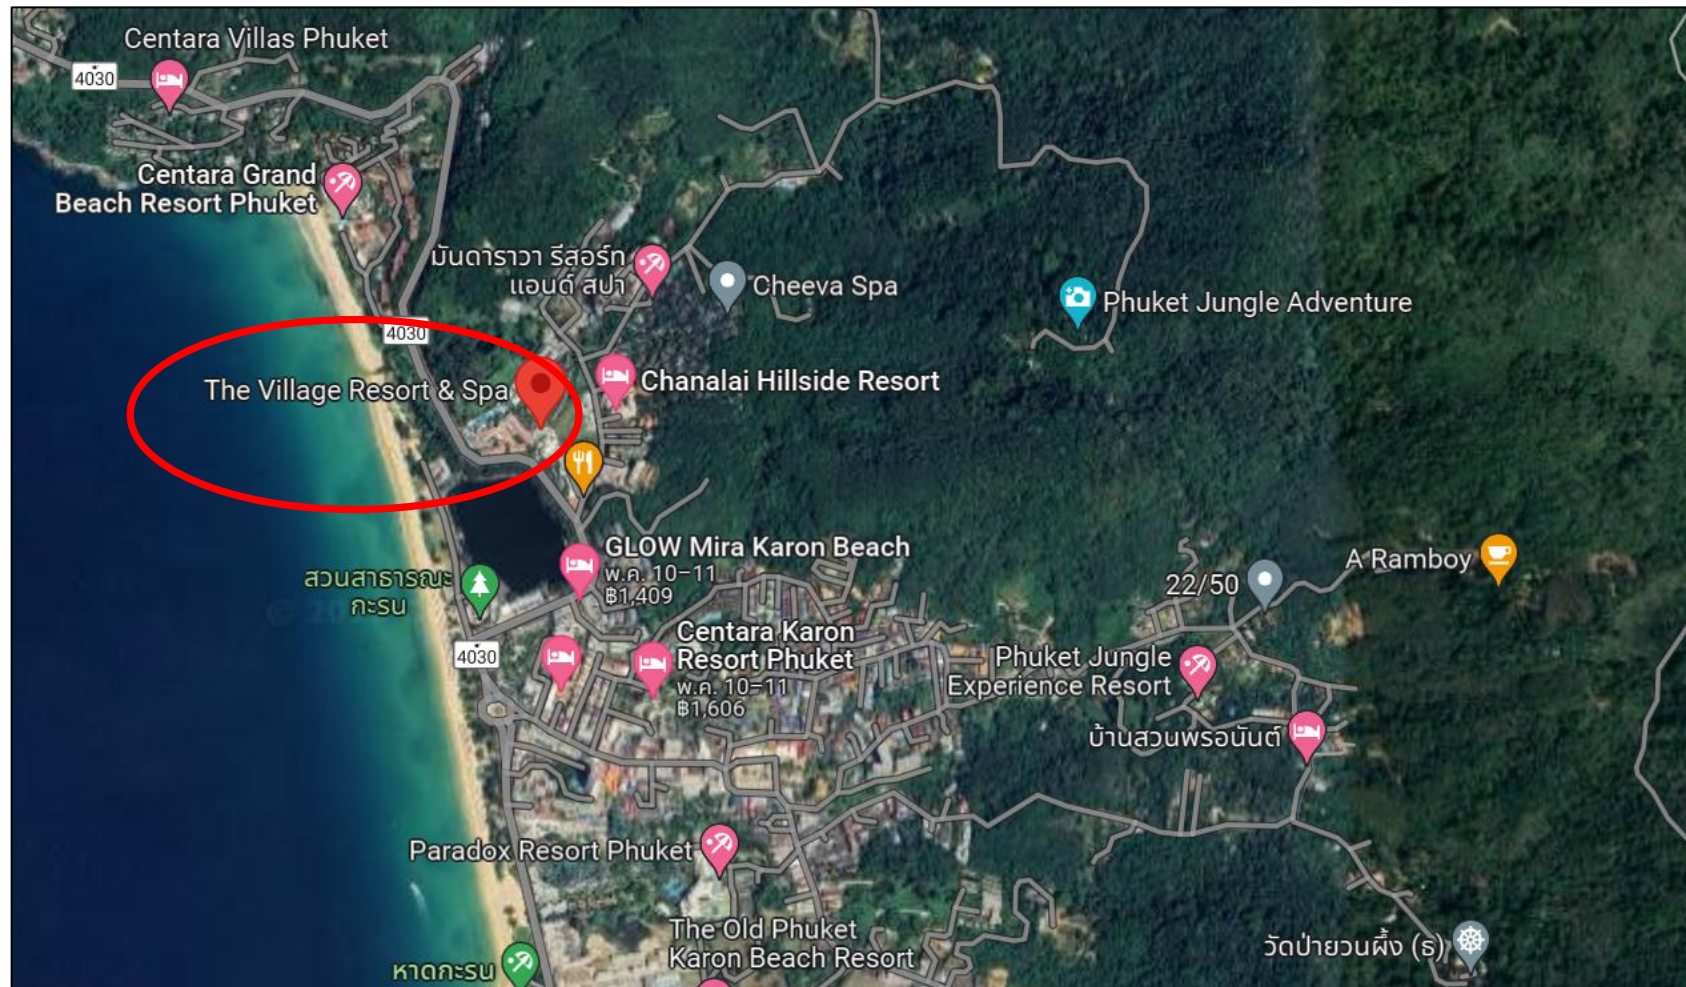 Centara Villas Phuket
4030
Centara Grand
Beach Resort Phuket
มันดาราวา รีสอร์ท
แอนด์ สปา
Cheeva Spa
Phuket Jungle Adventure
4030
The Village Resort & Spa
Chanalai Hillside Resort
GLOW Mira Karon Beach
พ.ค. 10–11
฿1,409
สวนสาธารณะ
กะรน
A Ramboy
22/50
4030
Centara Karon
Resort Phuket
พ.ค. 10–11
฿1,606
Phuket Jungle
Experience Resort
บ้านสวนพรอนันต์
Paradox Resort Phuket
The Old Phuket
Karon Beach Resort
วัดป่ายวนผึ้ง (ธ)
หาดกะรน